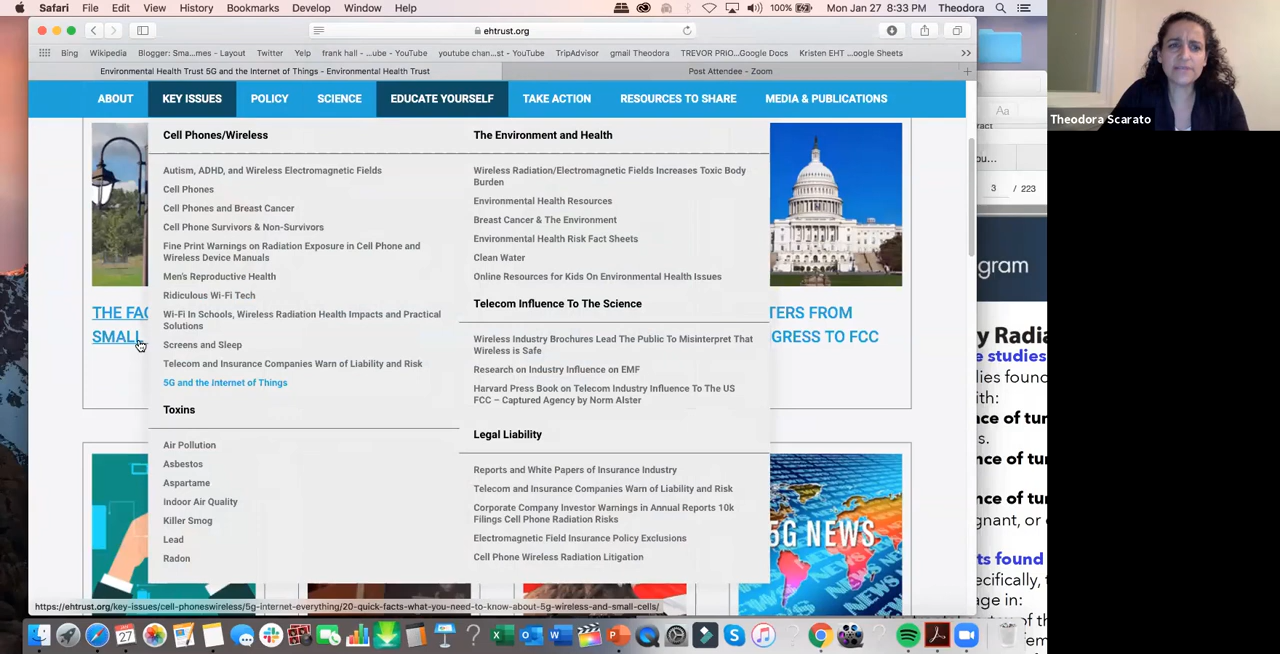 Safari File Edit View History Bookmarks Develop Window Help
100% Mon Jan 27 8:33 PM Theodora
ehtrust.org
Bing Wikipedia Blogger: Sma...mes - Layout Twitter Yelp frank hall -...ube - YouTube youtube chan...st - YouTube TripAdvisor gmail Theodora TREVOR PRIO...Google Docs Kristen EHT ...oogle Sheets
Environmental Health Trust 5G and the Internet of Things - Environmental Health Trust
Post Attendee - Zoom
ABOUT KEY ISSUES POLICY SCIENCE EDUCATE YOURSELF TAKE ACTION RESOURCES TO SHARE MEDIA & PUBLICATIONS
Cell Phones/Wireless
Autism, ADHD, and Wireless Electromagnetic Fields
Cell Phones
Cell Phones and Breast Cancer
Cell Phone Survivors & Non-Survivors
Fine Print Warnings on Radiation Exposure in Cell Phone and
Wireless Device Manuals
Men's Reproductive Health
Ridiculous Wi-Fi Tech
Wi-Fi In Schools, Wireless Radiation Health Impacts and Practical
Solutions
Screens and Sleep
Telecom and Insurance Companies Warn of Liability and Risk
5G and the Internet of Things
Toxins
Air Pollution
Asbestos
Aspartame
Indoor Air Quality
Killer Smog
Lead
Radon
The Environment and Health
Wireless Radiation/Electromagnetic Fields Increases Toxic Body
Burden
Environmental Health Resources
Breast Cancer & The Environment
Environmental Health Risk Fact Sheets
Clean Water
Online Resources for Kids On Environmental Health Issues
Telecom Influence To The Science
Wireless Industry Brochures Lead The Public To Misinterpret That
Wireless is Safe
Research on Industry Influence on EMF
Harvard Press Book on Telecom Industry Influence To The US
FCC – Captured Agency by Norm Alster
Legal Liability
Reports and White Papers of Insurance Industry
Telecom and Insurance Companies Warn of Liability and Risk
Corporate Company Investor Warnings in Annual Reports 10k
Filings Cell Phone Radiation Risks
Electromagnetic Field Insurance Policy Exclusions
Cell Phone Wireless Radiation Litigation
THE FAC
SMALL
TERS FROM
GRESS TO FCC
5G NEWS
https://ehtrust.org/key-issues/cell-phoneswireless/5g-internet-everything/20-quick-facts-what-you-need-to-know-about-5g-wireless-and-small-cells/
Theodora Scarato
Aa
ract
bu...
3 / 223
gram
y Radia
e studies
lies found
ith:
nce of tur
s.
nce of tur
nce of tur
gnant, or
ts found
ecifically, t
age in:
27